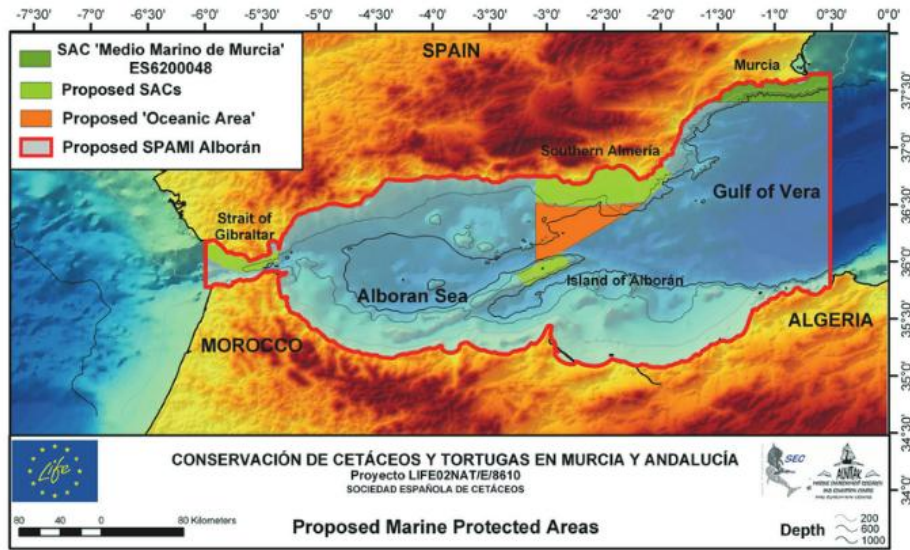 -7°30' -7°0' -6°30' -6°0' -5°30' -5°0' -4°30' -4°0' -3°30' -3°0' -2°30' -2°0' -1°30' -1°0' 0°30' 0°0'
SAC 'Medio Marino de Murcia'
ES6200048
Proposed SACs
Proposed 'Oceanic Area'
Proposed SPAMI Alborán
SPAIN
Murcia
Southern Almería
Gulf of Vera
Strait of
Gibraltar
Alboran Sea
Island of Alborán
MOROCCO
ALGERIA
37°30'
37°0'
36°30'
36°0'
35°30'
35°0'
34°30'
34°0'
Life
CONSERVACIÓN DE CETÁCEOS Y TORTUGAS EN MURCIA Y ANDALUCÍA
Proyecto LIFE02NAT/E/8610
SOCIEDAD ESPAÑOLA DE CETÁCEOS
SEC
ALNITAK
80 40 0 80 Kilometers
Proposed Marine Protected Areas
Depth
200
600
1000